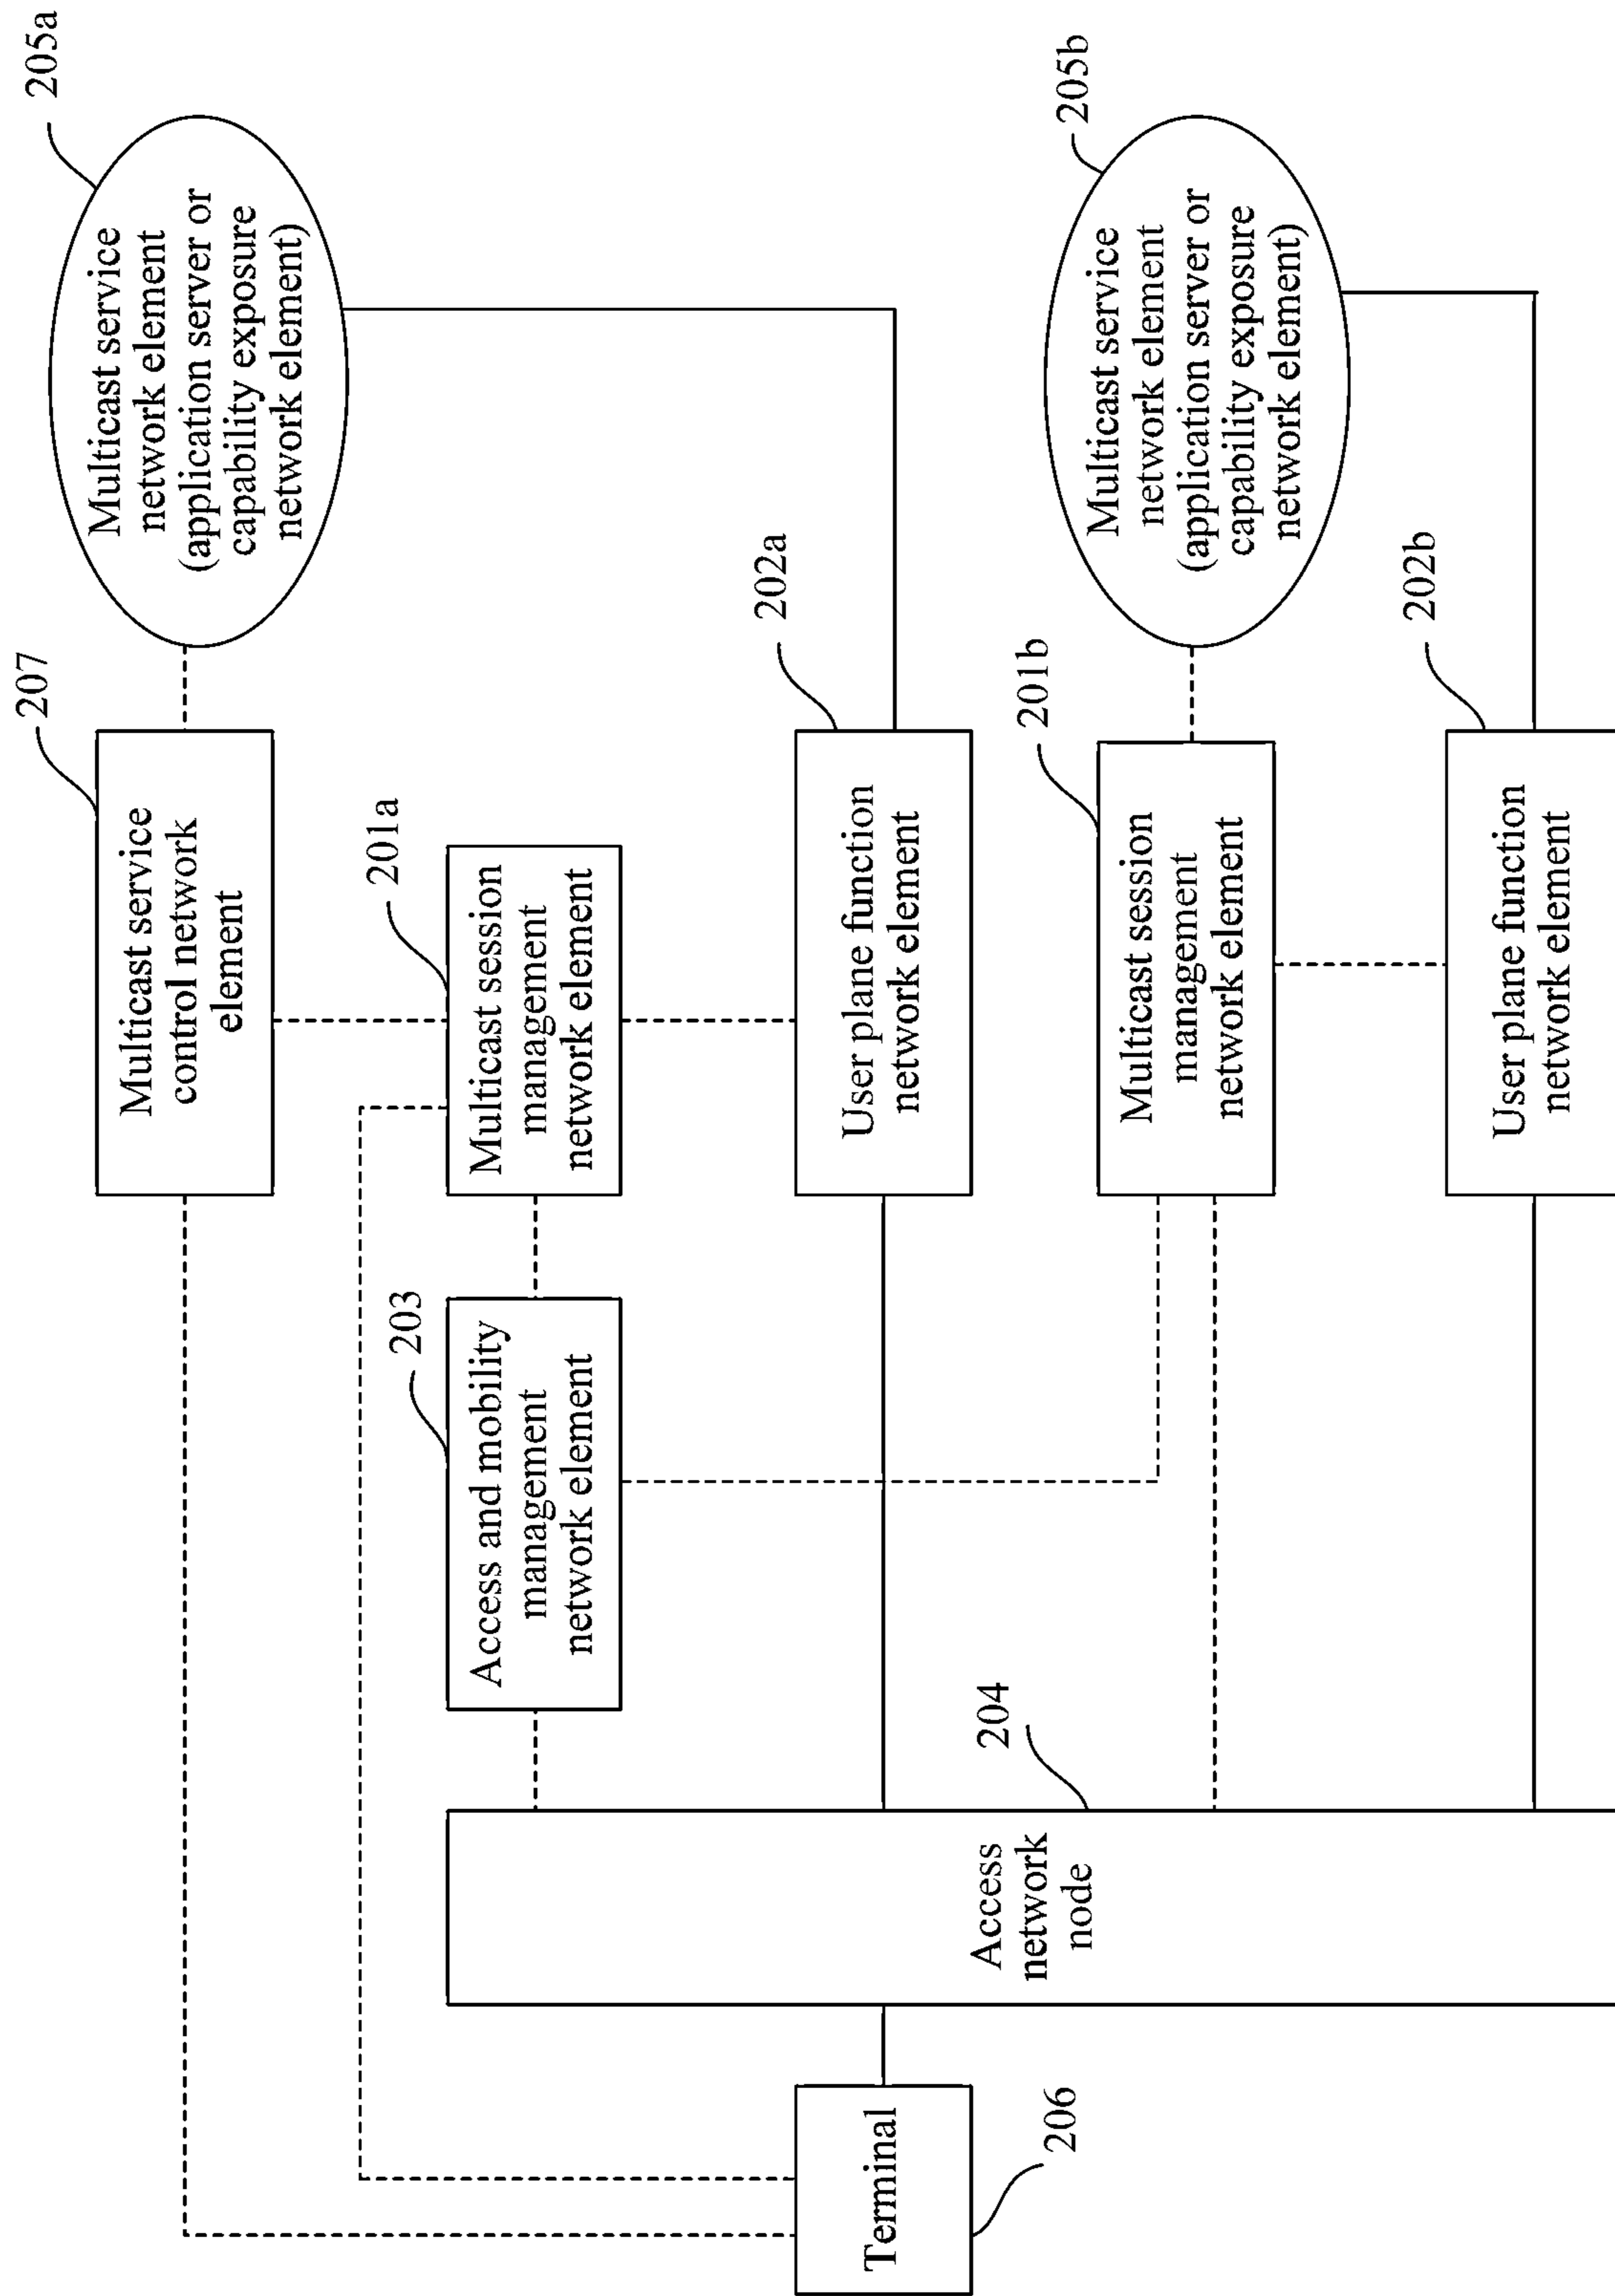 205a
Multicast service
network element
(application server or
capability exposure
network element)
207
Multicast service
control network
element
201a
Multicast session
management
network element
203
Access and mobility
management
network element
202a
User plane function
network element
204
Access
network
node
Terminal
206
205b
Multicast service
network element
(application server or
capability exposure
network element)
201b
Multicast session
management
network element
202b
User plane function
network element